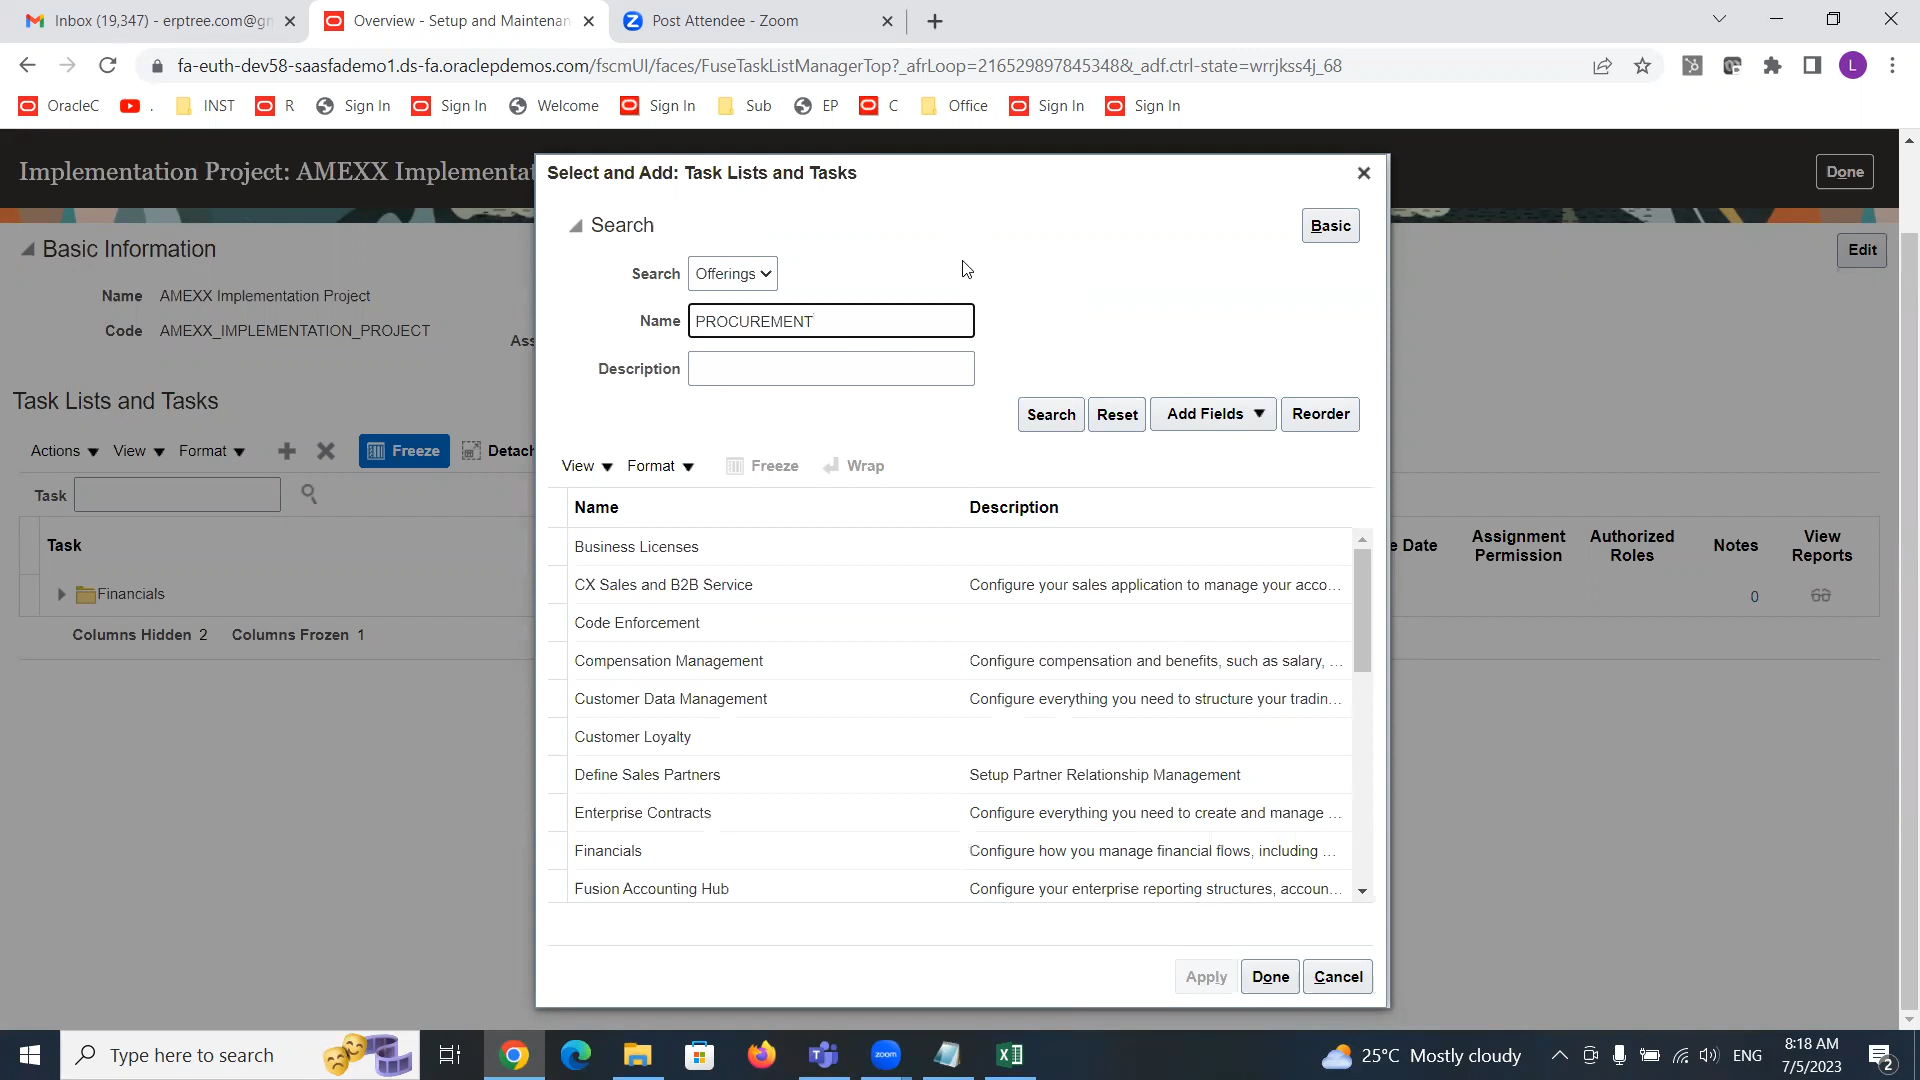 Inbox (19,347) - erptree.com@gr
Overview - Setup and Maintenan
Post Attendee - Zoom
fa-euth-dev58-saasfademo1.ds-fa.oraclepdemos.com/fscmUI/faces/FuseTaskListManagerTop?_afrLoop=21652989784534&_adf.ctrl-state=wrrjkss4j_68
OracleC . INST R Sign In Sign In Welcome Sign In Sub EP C Office Sign In Sign In
Implementation Project: AMEXX Implementat
Done
Basic Information
Edit
Name AMEXX Implementation Project
Code AMEXX_IMPLEMENTATION_PROJECT
Ass
Task Lists and Tasks
Actions View Format Freeze Detach
Task
Task
e Date Assignment Permission Authorized Roles Notes View Reports
Financials
0
Columns Hidden 2 Columns Frozen 1
Select and Add: Task Lists and Tasks
Search
Basic
Search Offerings
Name PROCUREMENT
Description
Search Reset Add Fields Reorder
View Format Freeze Wrap
Name Description
Business Licenses
CX Sales and B2B Service Configure your sales application to manage your acco...
Code Enforcement
Compensation Management Configure compensation and benefits, such as salary, ...
Customer Data Management Configure everything you need to structure your tradin...
Customer Loyalty
Define Sales Partners Setup Partner Relationship Management
Enterprise Contracts Configure everything you need to create and manage ...
Financials Configure how you manage financial flows, including ...
Fusion Accounting Hub Configure your enterprise reporting structures, accoun...
Apply Done Cancel
Type here to search
zoom
25°C Mostly cloudy
ENG
8:18 AM
7/5/2023
2